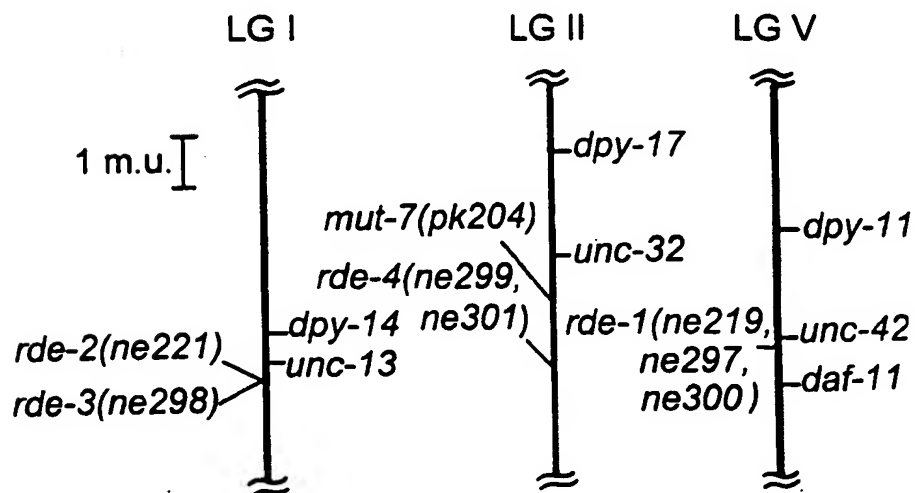 LG I
LG II
LG V
1 m.u.
dpy-17
mut-7(pk204)
dpy-11
unc-32
rde-4(ne299,
ne301)
dpy-14
unc-13
rde-2(ne221)
rde-3(ne298)
rde-1(ne219,
ne297,
ne300)
unc-42
daf-11